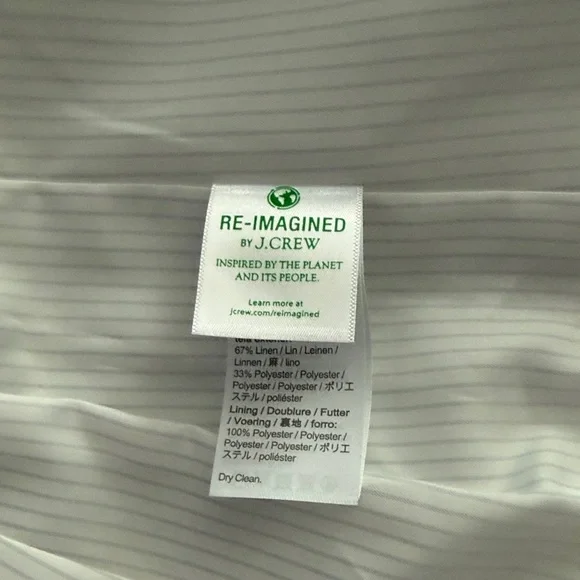 RE-IMAGINED
BY J.CREW
INSPIRED BY THE PLANET
AND ITS PEOPLE.
Learn more at
jcrew.com/reimagined
67% Linen / Lin / Leinen /
Linnen / 麻 / lino
33% Polyester / Polyester /
Polyester / Polyester / ポリエ
ステル / poliéster
Lining / Doublure / Futter
/ Voering / 裏地 / forro:
100% Polyester / Polyester /
Polyester / Polyester / ポリエ
ステル / poliéster
Dry Clean.